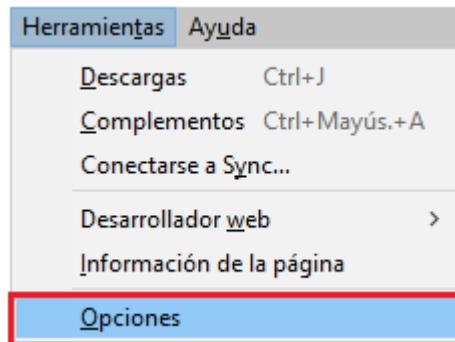 Herramientas Ayuda
Descargas Ctrl+J
Complementos Ctrl+Mayús.+A
Conectarse a Sync...
Desarrollador web >
Información de la página
Opciones